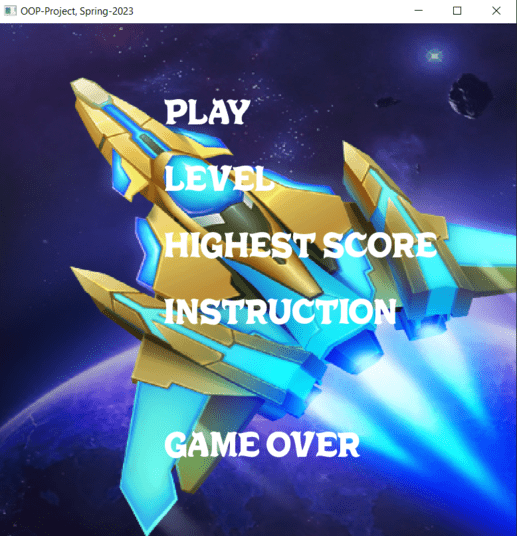 OOP-Project, Spring-2023
PLAY
LEVEL
HIGHEST SCORE
INSTRUCTION
GAME OVER